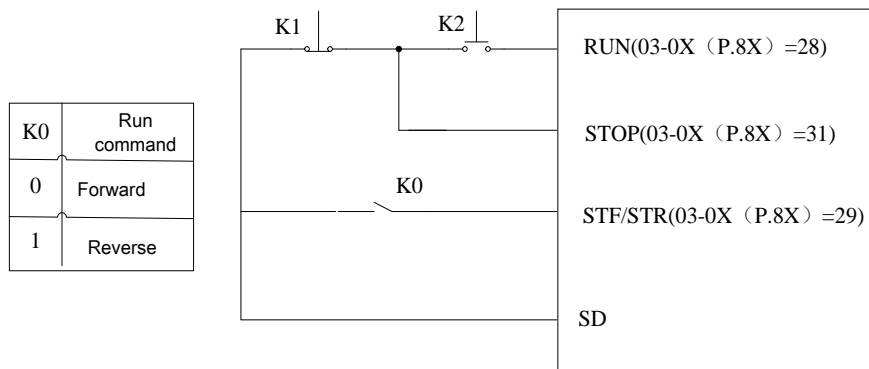 K1
K2
RUN(03-0X（P.8X）=28)
K0
Run
command
STOP(03-0X（P.8X）=31)
0
Forward
K0
STF/STR(03-0X（P.8X）=29)
1
Reverse
SD